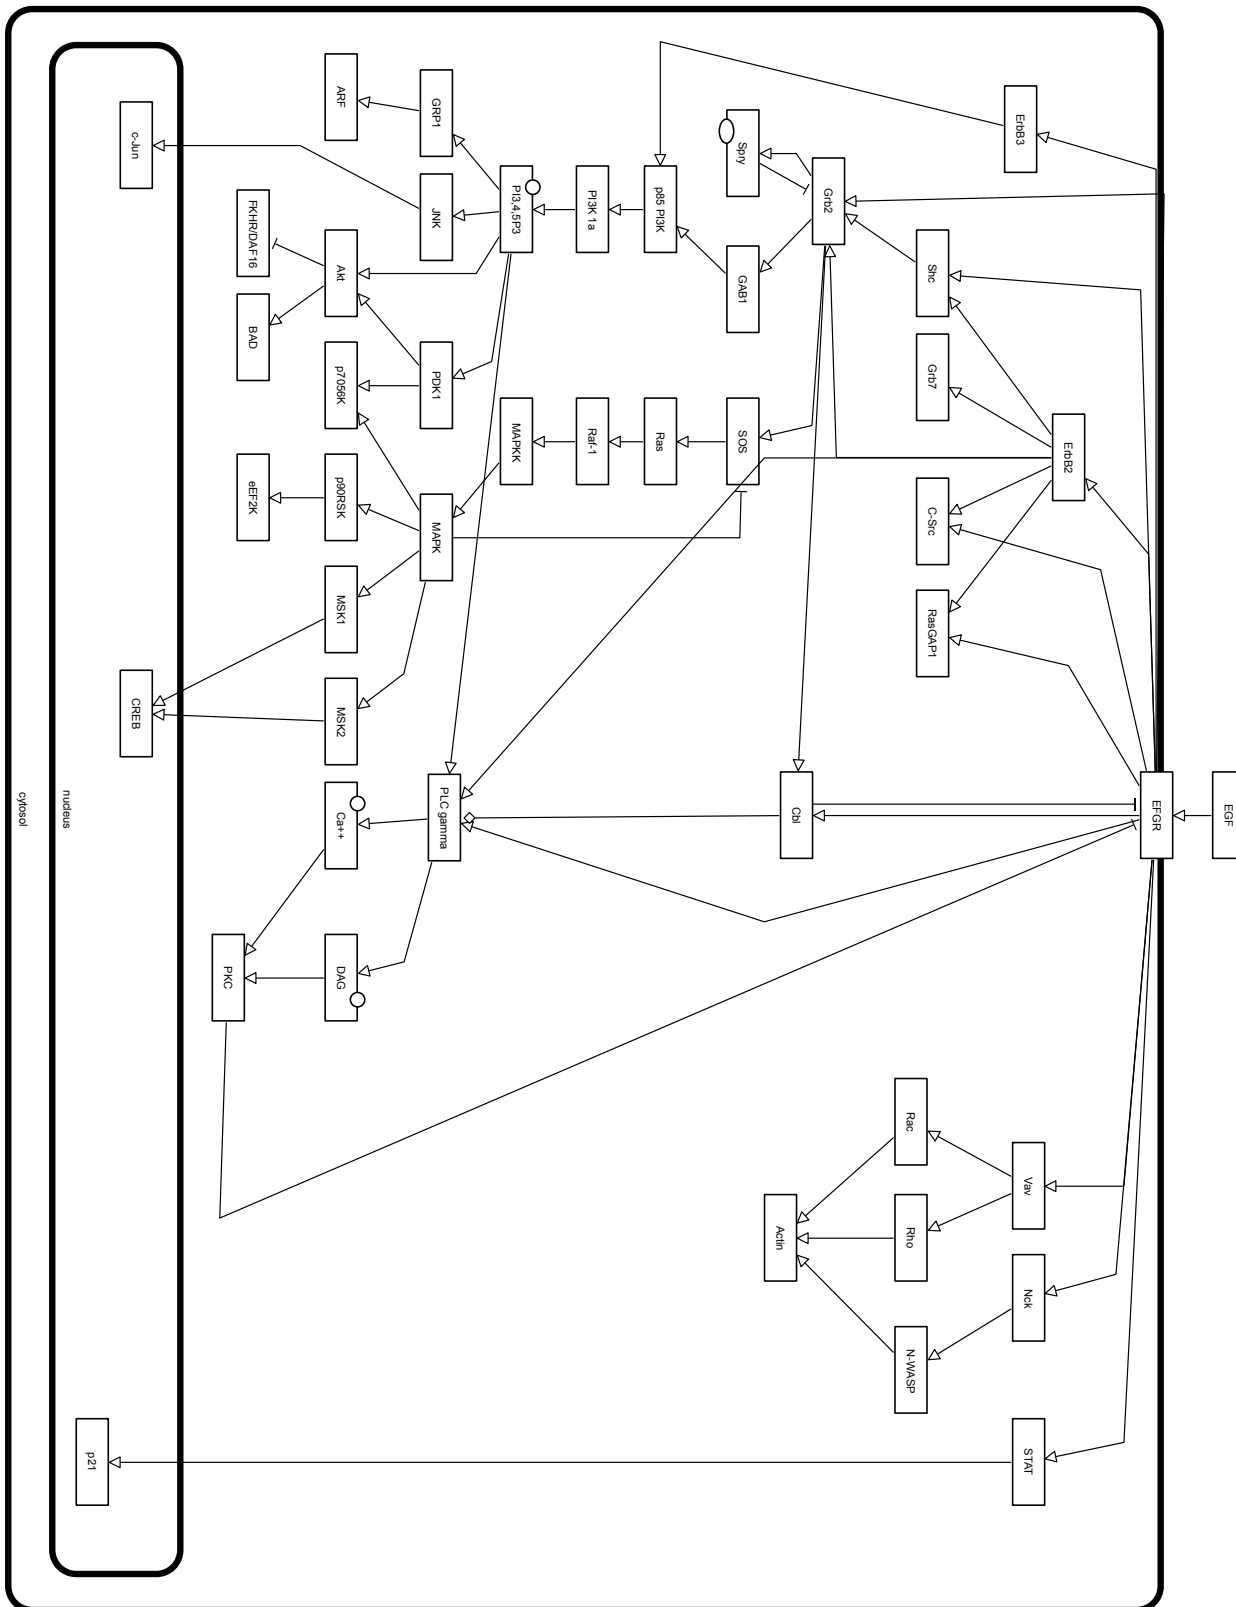 EGF
EFGR
ErbB3
ErbB2
Shc
Grb7
C-Src
RasGAP1
Vav
Nck
STAT
Grb2
Rac
Rho
N-WASP
Cbl
Actin
Spry
GAB1
SOS
p85 PI3K
Ras
PI3K 1a
Raf-1
PI3,4,5P3
MAPKK
GRP1
JNK
PDK1
MAPK
PLC gamma
ARF
Akt
p7056K
p90RSK
MSK1
MSK2
Ca++
DAG
FKHR/DAF16
BAD
eEF2K
PKC
c-Jun
CREB
p21
nucleus
cytosol